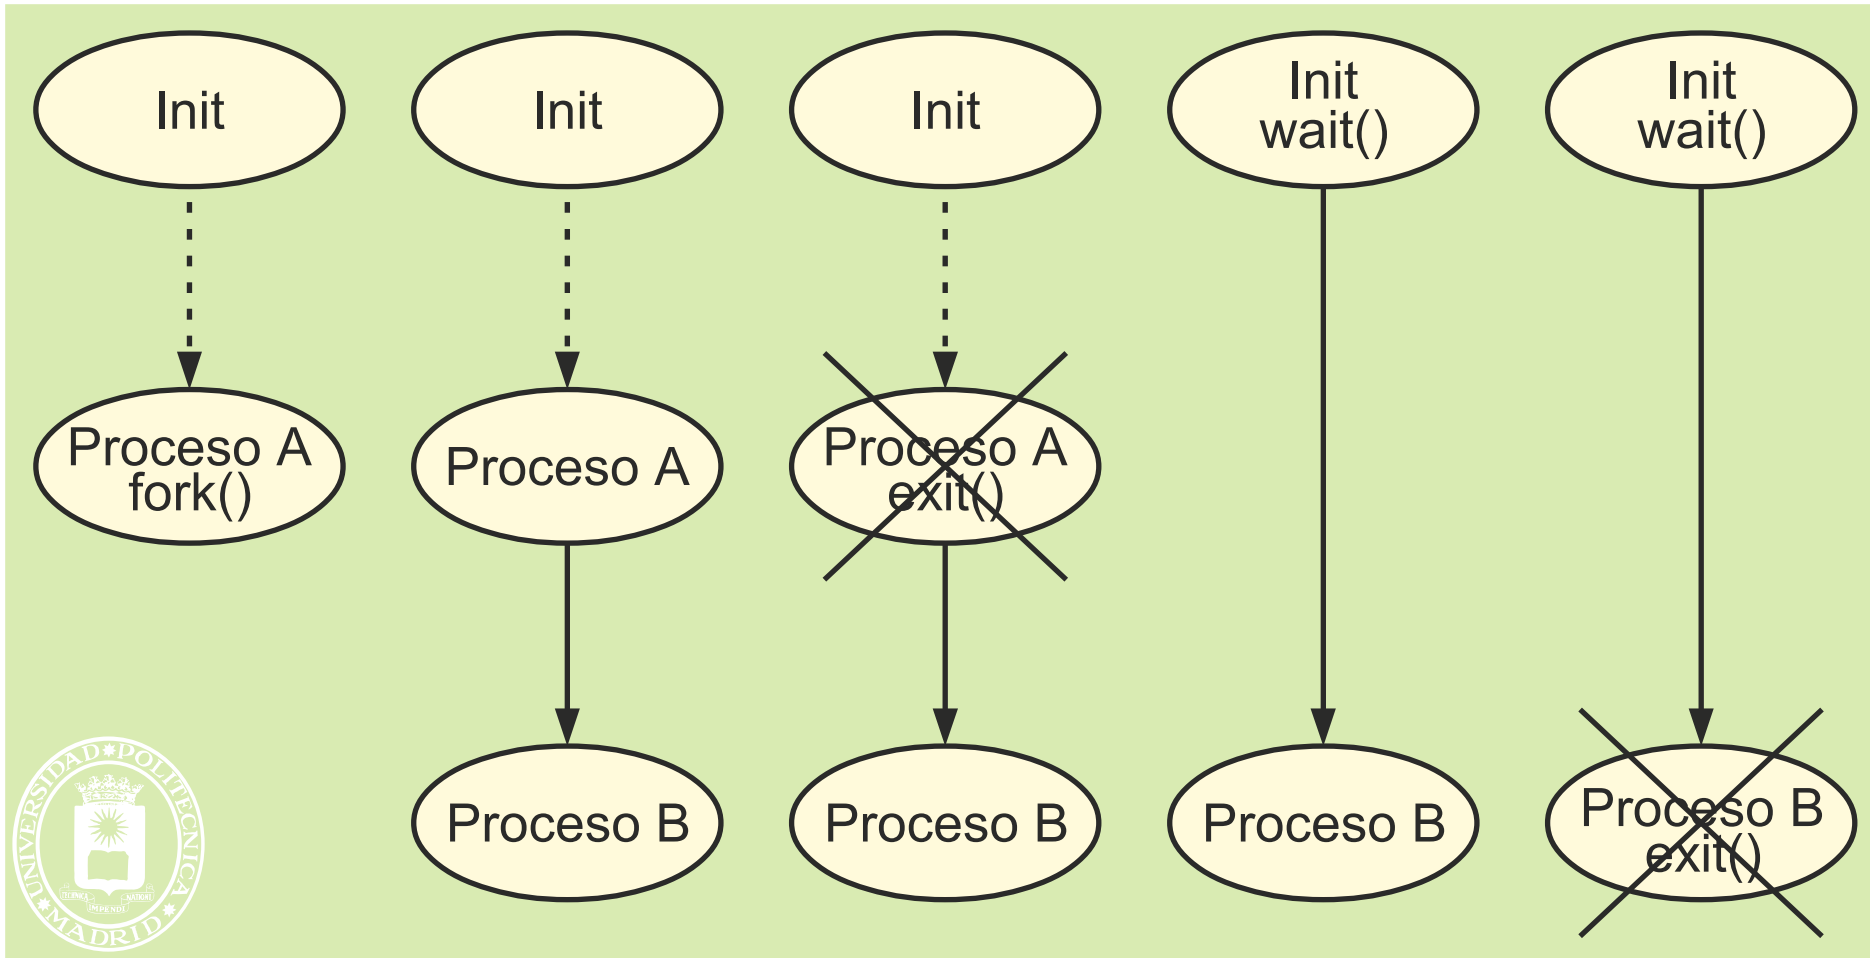 Init
Init
Init
Init
wait()
Init
wait()
Proceso A
fork()
Proceso A
Proceso A
exit()
Proceso B
Proceso B
Proceso B
Proceso B
exit()
UNIVERSIDAD POLITECNICA
MADRID